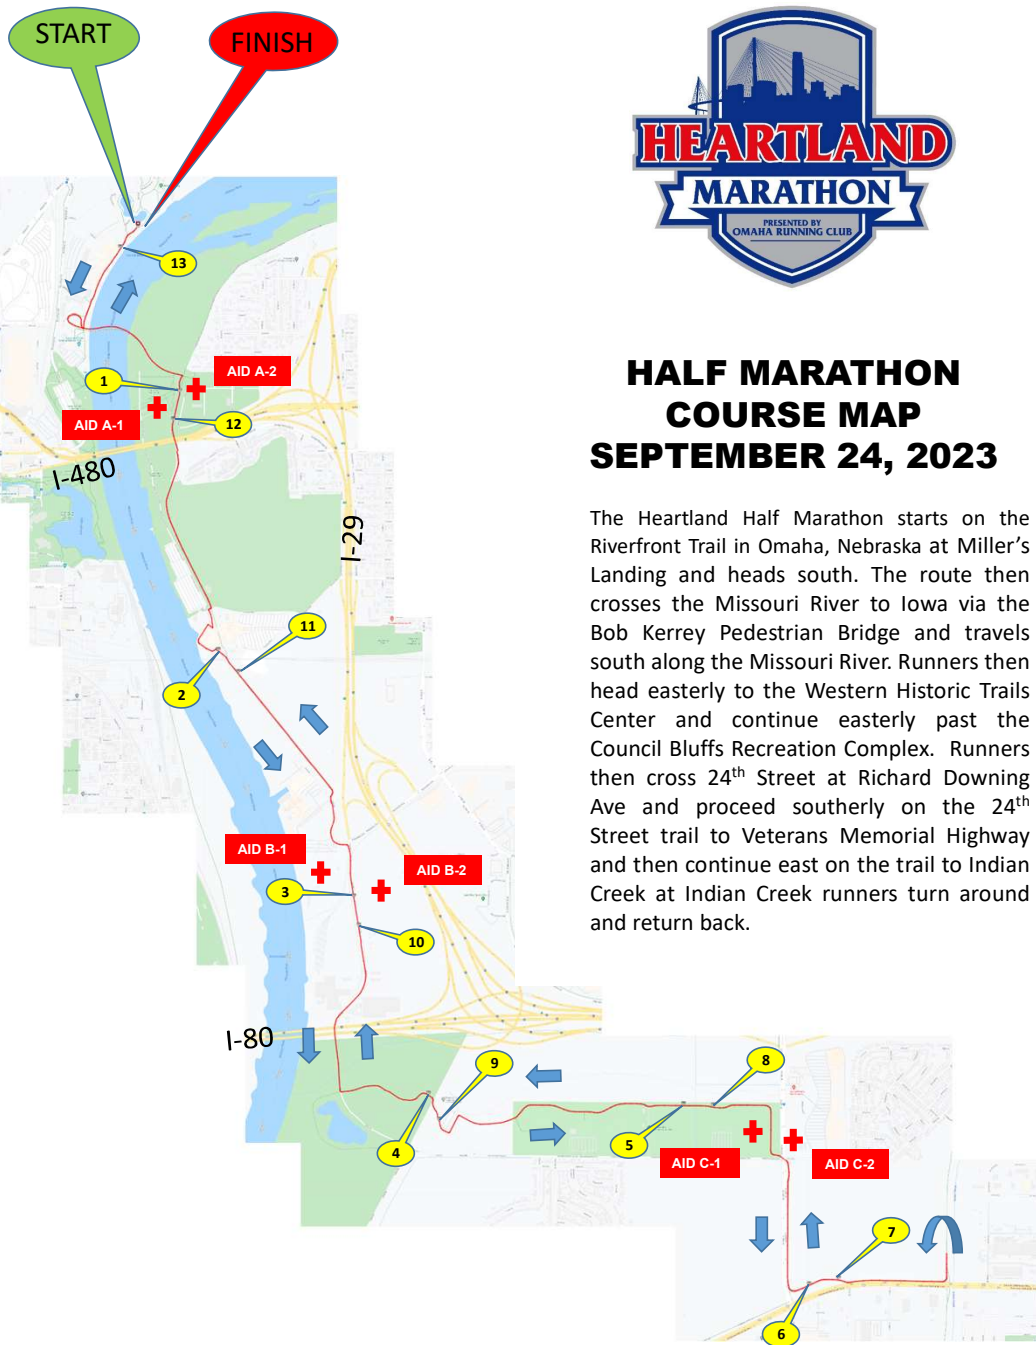 START
FINISH
HEARTLAND
MARATHON
PRESENTED BY
OMAHA RUNNING CLUB
13
1
AID A-2
AID A-1
12
I-480
I-29
11
2
AID B-1
AID B-2
3
10
I-80
9
8
4
5
AID C-1
AID C-2
7
6
HALF MARATHON
COURSE MAP
SEPTEMBER 24, 2023
The Heartland Half Marathon starts on the
Riverfront Trail in Omaha, Nebraska at Miller’s
Landing and heads south. The route then
crosses the Missouri River to Iowa via the
Bob Kerrey Pedestrian Bridge and travels
south along the Missouri River. Runners then
head easterly to the Western Historic Trails
Center and continue easterly past the
Council Bluffs Recreation Complex. Runners
then cross 24th Street at Richard Downing
Ave and proceed southerly on the 24th
Street trail to Veterans Memorial Highway
and then continue east on the trail to Indian
Creek at Indian Creek runners turn around
and return back.